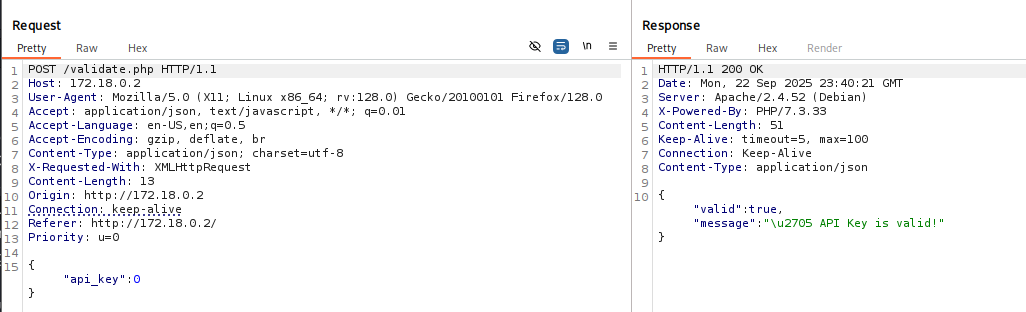 Request
Pretty Raw Hex \n
1 POST /validate.php HTTP/1.1
2 Host: 172.18.0.2
3 User-Agent: Mozilla/5.0 (X11; Linux x86_64; rv:128.0) Gecko/20100101 Firefox/128.0
4 Accept: application/json, text/javascript, */*; q=0.01
5 Accept-Language: en-US,en;q=0.5
6 Accept-Encoding: gzip, deflate, br
7 Content-Type: application/json; charset=utf-8
8 X-Requested-With: XMLHttpRequest
9 Content-Length: 13
10 Origin: http://172.18.0.2
11 Connection: keep-alive
12 Referer: http://172.18.0.2/
13 Priority: u=0
14
15 {
"api_key":0
}
Response
Pretty Raw Hex Render
1 HTTP/1.1 200 OK
2 Date: Mon, 22 Sep 2025 23:40:21 GMT
3 Server: Apache/2.4.52 (Debian)
4 X-Powered-By: PHP/7.3.33
5 Content-Length: 51
6 Keep-Alive: timeout=5, max=100
7 Connection: Keep-Alive
8 Content-Type: application/json
9
10 {
"valid":true,
"message":"\u2705 API Key is valid!"
}